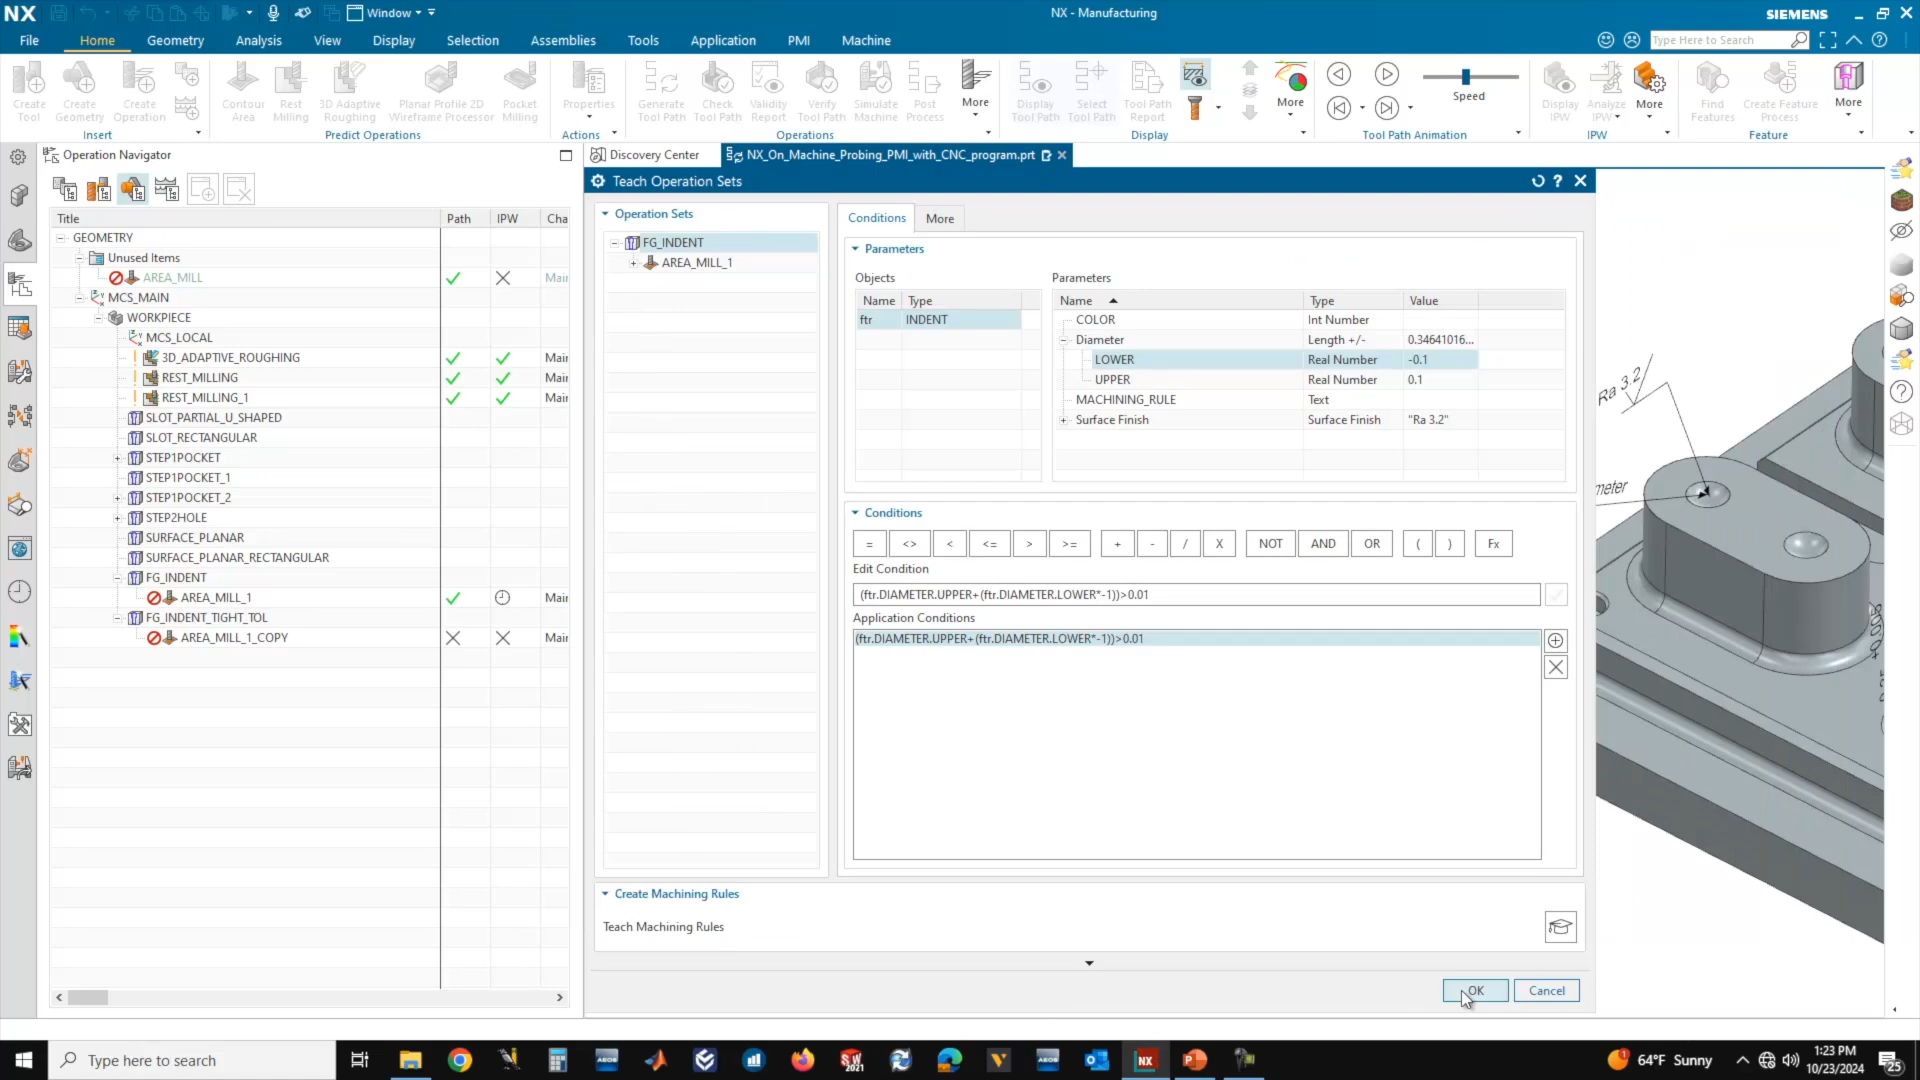 NX
Window
NX - Manufacturing
SIEMENS
File
Home
Geometry
Analysis
View
Display
Selection
Assemblies
Tools
Application
PMI
Machine
Type Here to Search
Create Tool
Create Geometry
Create Operation
Contour Area
Rest Milling
3D Adaptive Roughing
Planar Profile 2D Wireframe Processor
Pocket Milling
Properties
Generate Tool Path
Check Tool Path
Validity Report
Verify Tool Path
Simulate Machine
Post Process
More
Display Tool Path
Select Tool Path
Tool Path Report
More
Speed
Display IPW
Analyze IPW
More
Find Features
Create Feature Process
More
Insert
Predict Operations
Actions
Operations
Display
Tool Path Animation
IPW
Feature
Operation Navigator
Discovery Center
NX_On_Machine_Probing_PMI_with_CNC_program.prt
Teach Operation Sets
Title
Path
IPW
Cha
GEOMETRY
Unused Items
AREA_MILL
Mair
MCS_MAIN
WORKPIECE
MCS_LOCAL
3D_ADAPTIVE_ROUGHING
Mair
REST_MILLING
Mair
REST_MILLING_1
Mair
SLOT_PARTIAL_U_SHAPED
SLOT_RECTANGULAR
STEP1POCKET
STEP1POCKET_1
STEP1POCKET_2
STEP2HOLE
SURFACE_PLANAR
SURFACE_PLANAR_RECTANGULAR
FG_INDENT
AREA_MILL_1
Mair
FG_INDENT_TIGHT_TOL
AREA_MILL_1_COPY
Mair
Operation Sets
FG_INDENT
AREA_MILL_1
Conditions
More
Parameters
Objects
Name
Type
ftr
INDENT
Parameters
Name
Type
Value
COLOR
Int Number
Diameter
Length +/-
0.34641016...
LOWER
Real Number
-0.1
UPPER
Real Number
0.1
MACHINING_RULE
Text
Surface Finish
Surface Finish
"Ra 3.2"
Conditions
= <> < <= > >= + - / X NOT AND OR ( ) Fx
Edit Condition
(ftr.DIAMETER.UPPER+(ftr.DIAMETER.LOWER*-1))>0.01
Application Conditions
(ftr.DIAMETER.UPPER+(ftr.DIAMETER.LOWER*-1))>0.01
Create Machining Rules
Teach Machining Rules
OK
Cancel
Ra 3.2
meter
Type here to search
SW 2021
NX
64°F Sunny
1:23 PM
10/23/2024
25